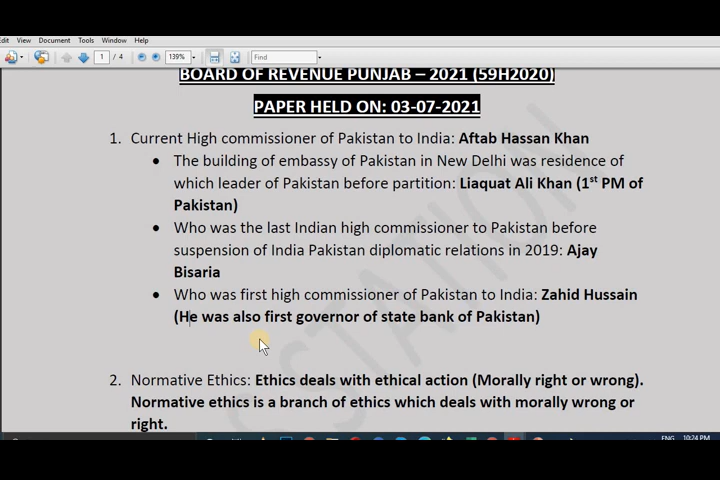 Edit View Document Tools Window Help
1 / 4 139% Find
BOARD OF REVENUE PUNJAB – 2021 (59H2020)
PAPER HELD ON: 03-07-2021
1. Current High commissioner of Pakistan to India: Aftab Hassan Khan
• The building of embassy of Pakistan in New Delhi was residence of
which leader of Pakistan before partition: Liaquat Ali Khan (1st PM of
Pakistan)
• Who was the last Indian high commissioner to Pakistan before
suspension of India Pakistan diplomatic relations in 2019: Ajay
Bisaria
• Who was first high commissioner of Pakistan to India: Zahid Hussain
(He was also first governor of state bank of Pakistan)
2. Normative Ethics: Ethics deals with ethical action (Morally right or wrong).
Normative ethics is a branch of ethics which deals with morally wrong or
right.
STATION
ENG 10:24 PM